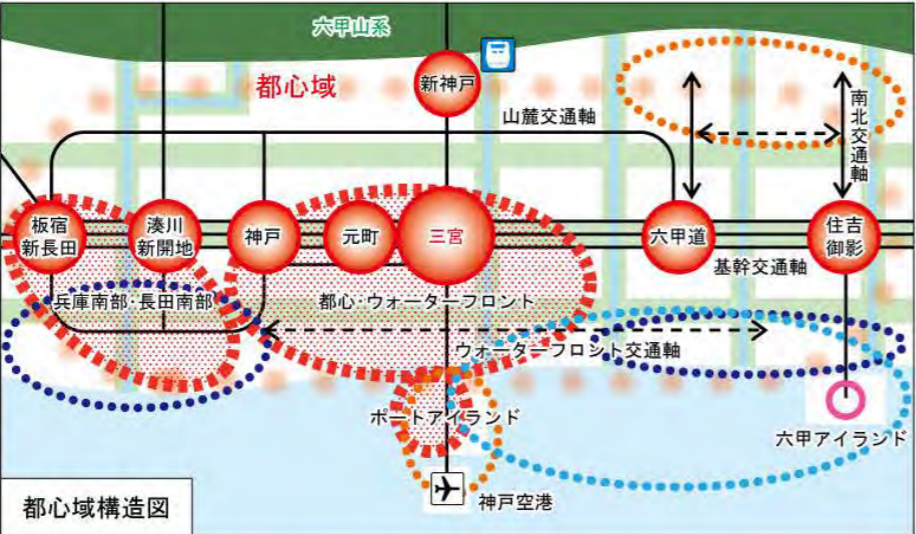 六甲山系
都心域
新神戸
山麓交通軸
南北交通軸
板宿
新長田
湊川
新開地
神戸
元町
三宮
六甲道
住吉
御影
基幹交通軸
兵庫南部・長田南部
都心・ウォーターフロント
ウォーターフロント交通軸
ポートアイランド
六甲アイランド
神戸空港
都心域構造図